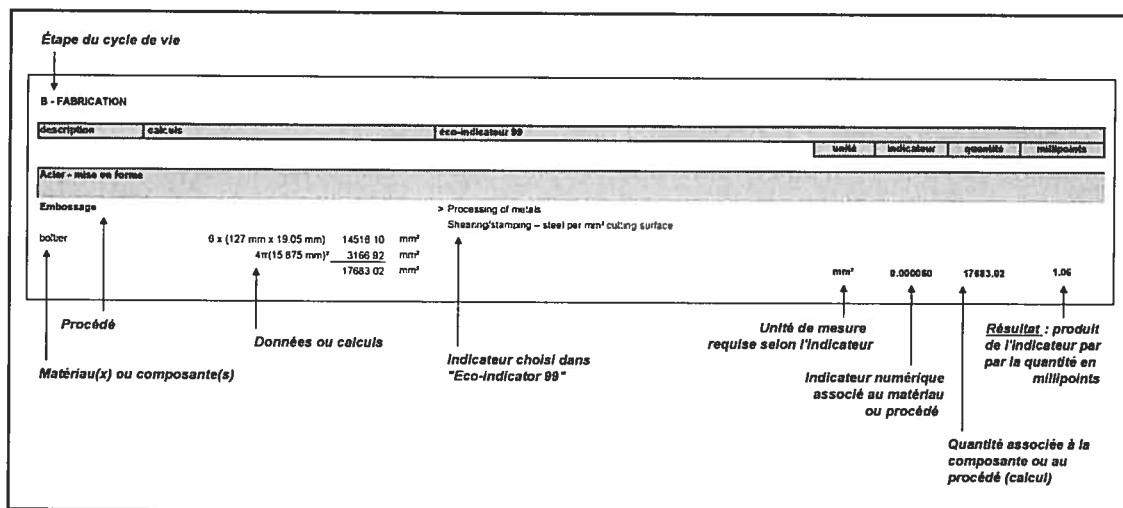 Étape du cycle de vie
B - FABRICATION
description calculs éco-indicateur 99
unité indicateur quantité millipoints
Acier - mise en forme
Embossage > Processing of metals
Shearing/stamping – steel per mm² cutting surface
boîtier 6 x (127 mm x 19.05 mm) 14516 10 mm²
4π(15 875 mm)² 3166 92 mm²
17683 02 mm² mm² 0.000060 17683.02 1.06
Procédé
Données ou calculs
Matériau(x) ou composante(s)
Indicateur choisi dans
"Eco-indicator 99"
Unité de mesure
requise selon l'indicateur
Indicateur numérique
associé au matériau
ou procédé
Résultat : produit
de l'indicateur par
par la quantité en
millipoints
Quantité associée à la
composante ou au
procédé (calcul)